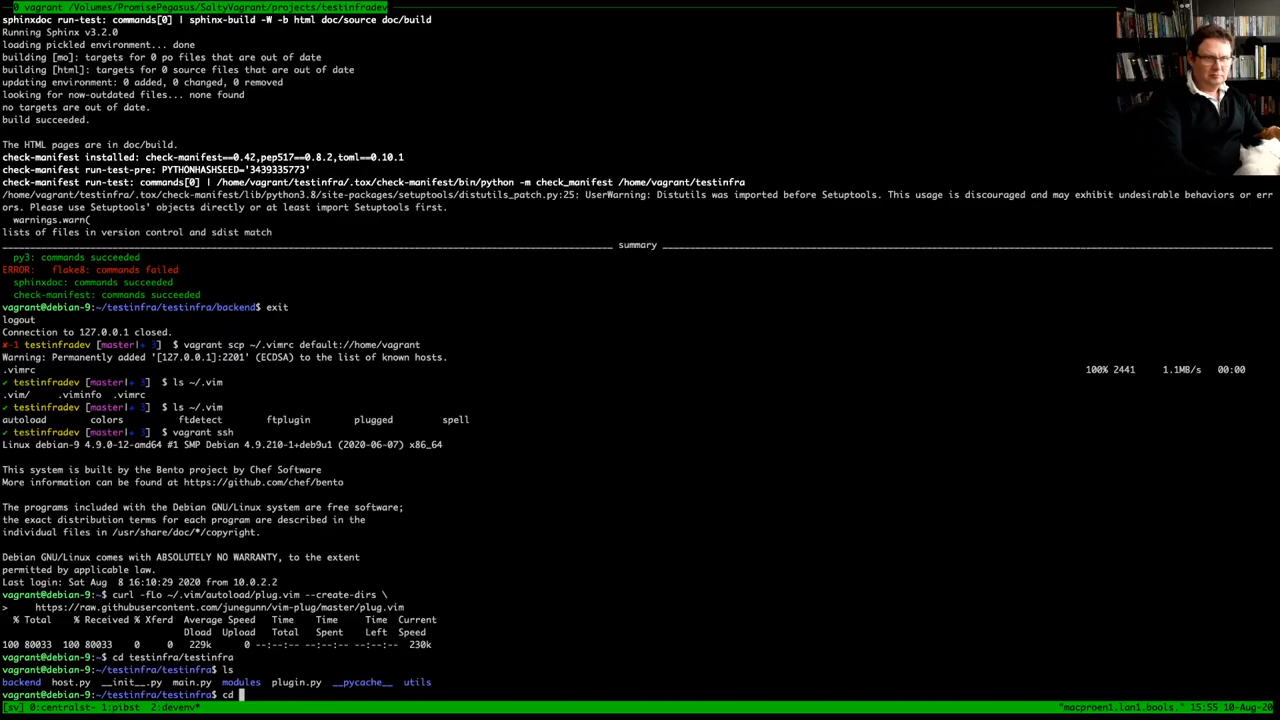 0 vagrant /Volumes/PromisePegasus/SaltyVagrant/projects/testinfradev
sphinxdoc run-test: commands[0] | sphinx-build -W -b html doc/source doc/build
Running Sphinx v3.2.0
loading pickled environment... done
building [mo]: targets for 0 po files that are out of date
building [html]: targets for 0 source files that are out of date
updating environment: 0 added, 0 changed, 0 removed
looking for now-outdated files... none found
no targets are out of date.
build succeeded.
The HTML pages are in doc/build.
check-manifest installed: check-manifest==0.42,pep517==0.8.2,toml==0.10.1
check-manifest run-test-pre: PYTHONHASHSEED='3439335773'
check-manifest run-test: commands[0] | /home/vagrant/testinfra/.tox/check-manifest/bin/python -m check_manifest /home/vagrant/testinfra
/home/vagrant/testinfra/.tox/check-manifest/lib/python3.8/site-packages/setuptools/distutils_patch.py:25: UserWarning: Distutils was imported before Setuptools. This usage is discouraged and may exhibit undesirable behaviors or err
ors. Please use Setuptools' objects directly or at least import Setuptools first.
warnings.warn(
lists of files in version control and sdist match
summary
py3: commands succeeded
ERROR: flake8: commands failed
sphinxdoc: commands succeeded
check-manifest: commands succeeded
vagrant@debian-9:~/testinfra/testinfra/backend$ exit
logout
Connection to 127.0.0.1 closed.
✘-1 testinfradev [master|+ 3] $ vagrant scp ~/.vimrc default://home/vagrant
Warning: Permanently added '[127.0.0.1]:2201' (ECDSA) to the list of known hosts.
.vimrc 100% 2441 1.1MB/s 00:00
✔ testinfradev [master|+ 3] $ ls ~/.vim
.vim/ .viminfo .vimrc
✔ testinfradev [master|+ 3] $ ls ~/.vim
autoload colors ftdetect ftplugin plugged spell
✔ testinfradev [master|+ 3] $ vagrant ssh
Linux debian-9 4.9.0-12-amd64 #1 SMP Debian 4.9.210-1+deb9u1 (2020-06-07) x86_64
This system is built by the Bento project by Chef Software
More information can be found at https://github.com/chef/bento
The programs included with the Debian GNU/Linux system are free software;
the exact distribution terms for each program are described in the
individual files in /usr/share/doc/*/copyright.
Debian GNU/Linux comes with ABSOLUTELY NO WARRANTY, to the extent
permitted by applicable law.
Last login: Sat Aug 8 16:10:29 2020 from 10.0.2.2
vagrant@debian-9:~$ curl -fLo ~/.vim/autoload/plug.vim --create-dirs \
> https://raw.githubusercontent.com/junegunn/vim-plug/master/plug.vim
% Total % Received % Xferd Average Speed Time Time Time Current
Dload Upload Total Spent Left Speed
100 80033 100 80033 0 0 229k 0 --:--:-- --:--:-- --:--:-- 230k
vagrant@debian-9:~$ cd testinfra/testinfra
vagrant@debian-9:~/testinfra/testinfra$ ls
backend host.py __init__.py main.py modules plugin.py __pycache__ utils
vagrant@debian-9:~/testinfra/testinfra$ cd
[sv] 0:centralst- 1:pibst 2:devenv* "macproen1.lan1.bools." 15:55 10-Aug-20